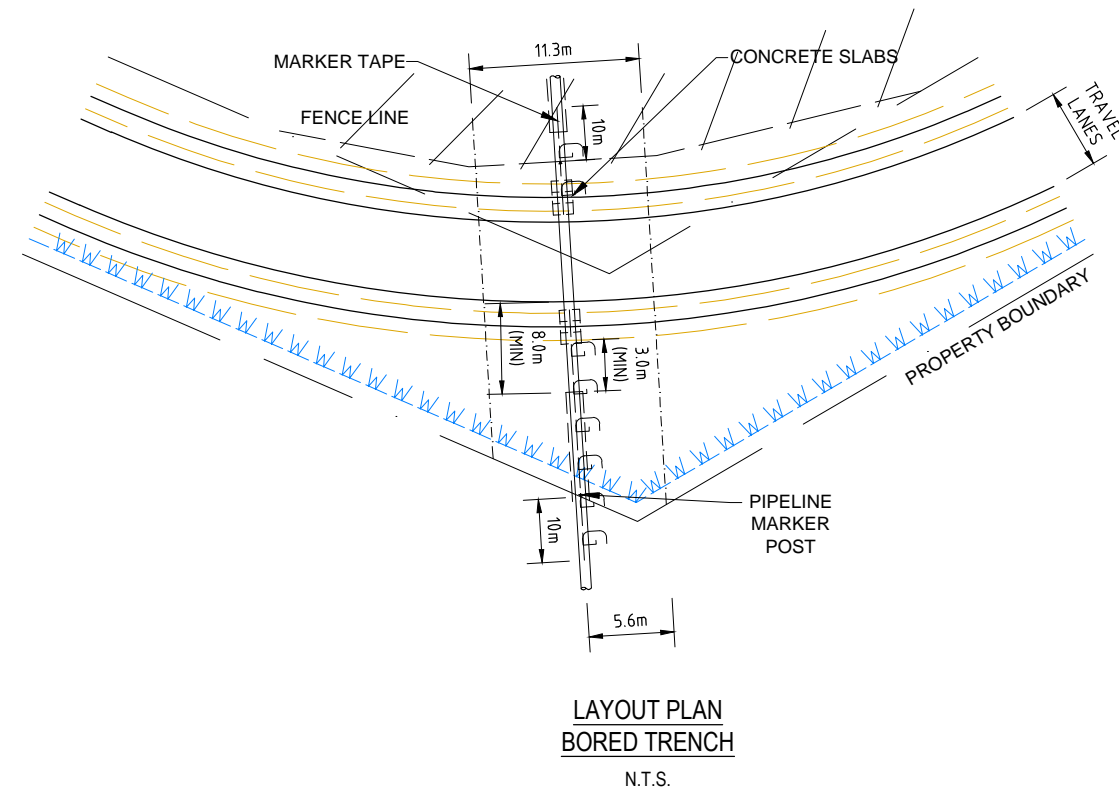 11.3m
MARKER TAPE
CONCRETE SLABS
FENCE LINE
10m
TRAVEL
LANES
8.0m
(MIN)
3.0m
(MIN)
PROPERTY BOUNDARY
PIPELINE
MARKER
POST
10m
5.6m
LAYOUT PLAN
BORED TRENCH
N.T.S.